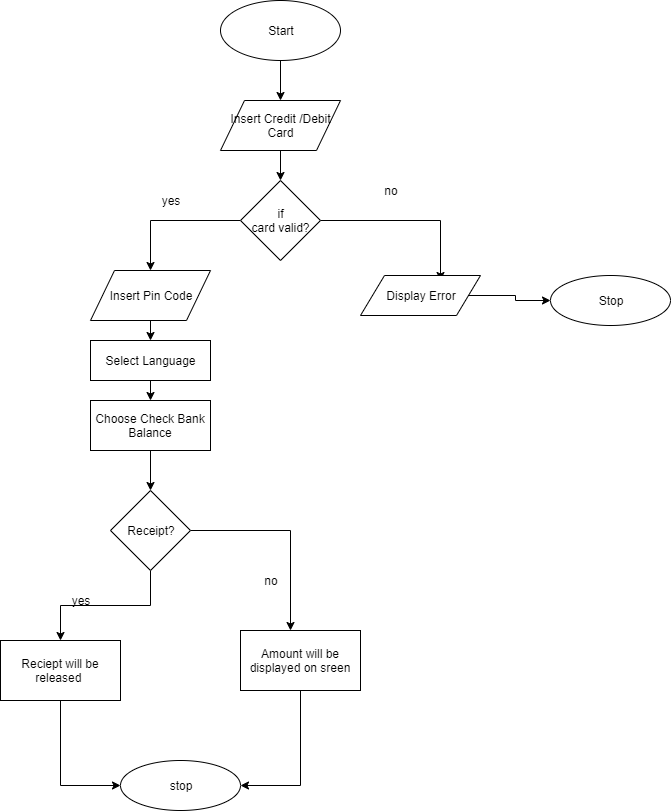 Start
Insert Credit /Debit
Card
yes
no
if
card valid?
Insert Pin Code
Display Error
Stop
Select Language
Choose Check Bank
Balance
Receipt?
no
yes
Reciept will be
released
Amount will be
displayed on sreen
stop